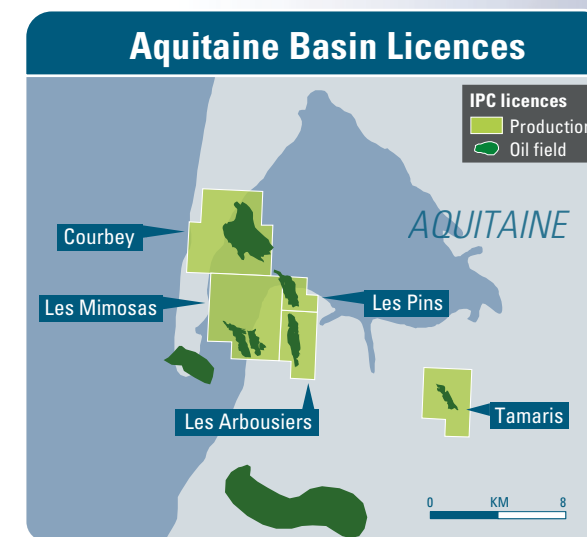 Aquitaine Basin Licences
IPC licences
Production
Oil field
AQUITAINE
Courbey
Les Mimosas
Les Pins
Les Arbousiers
Tamaris
0 KM 8